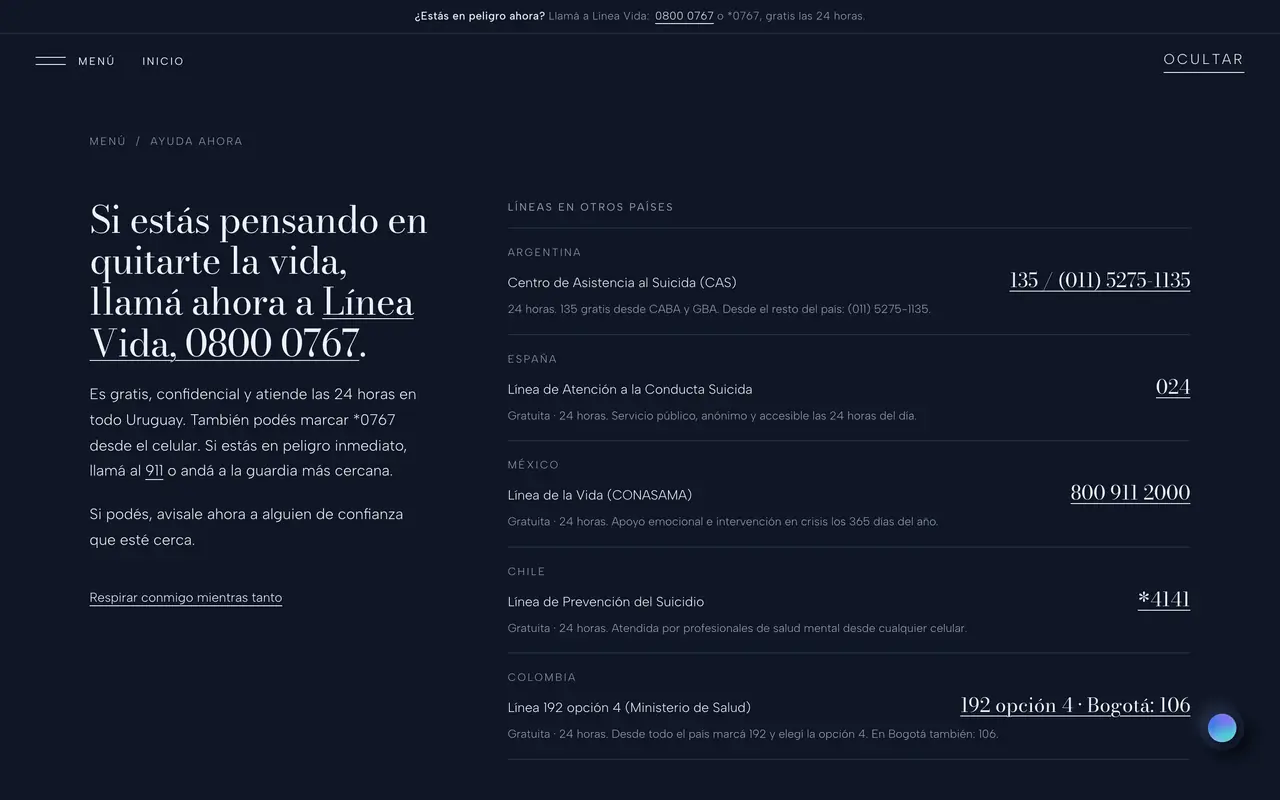 ¿Estás en peligro ahora? Llamá a Línea Vida: 0800 0767 o *0767, gratis las 24 horas.
MENÚ INICIO
OCULTAR
MENÚ / AYUDA AHORA
Si estás pensando en
quitarte la vida,
llamá ahora a Línea
Vida, 0800 0767.
Es gratis, confidencial y atiende las 24 horas en
todo Uruguay. También podés marcar *0767
desde el celular. Si estás en peligro inmediato,
llamá al 911 o andá a la guardia más cercana.
Si podés, avisale ahora a alguien de confianza
que esté cerca.
Respirar conmigo mientras tanto
LÍNEAS EN OTROS PAÍSES
ARGENTINA
Centro de Asistencia al Suicida (CAS)
135 / (011) 5275-1135
24 horas. 135 gratis desde CABA y GBA. Desde el resto del país: (011) 5275-1135.
ESPAÑA
Línea de Atención a la Conducta Suicida
024
Gratuita · 24 horas. Servicio público, anónimo y accesible las 24 horas del día.
MÉXICO
Línea de la Vida (CONASAMA)
800 911 2000
Gratuita · 24 horas. Apoyo emocional e intervención en crisis los 365 días del año.
CHILE
Línea de Prevención del Suicidio
*4141
Gratuita · 24 horas. Atendida por profesionales de salud mental desde cualquier celular.
COLOMBIA
Línea 192 opción 4 (Ministerio de Salud)
192 opción 4 · Bogotá: 106
Gratuita · 24 horas. Desde todo el país marcá 192 y elegí la opción 4. En Bogotá también: 106.